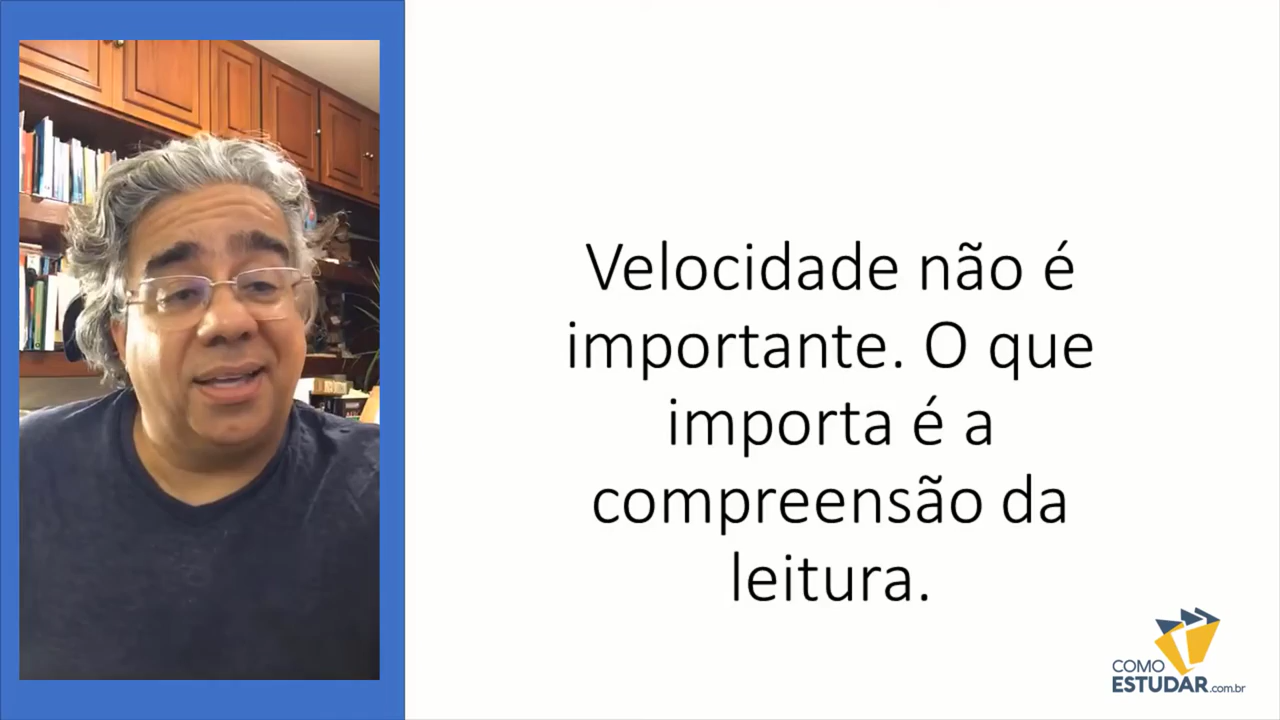 Velocidade não é
importante. O que
importa é a
compreensão da
leitura.
COMO
ESTUDAR.com.br